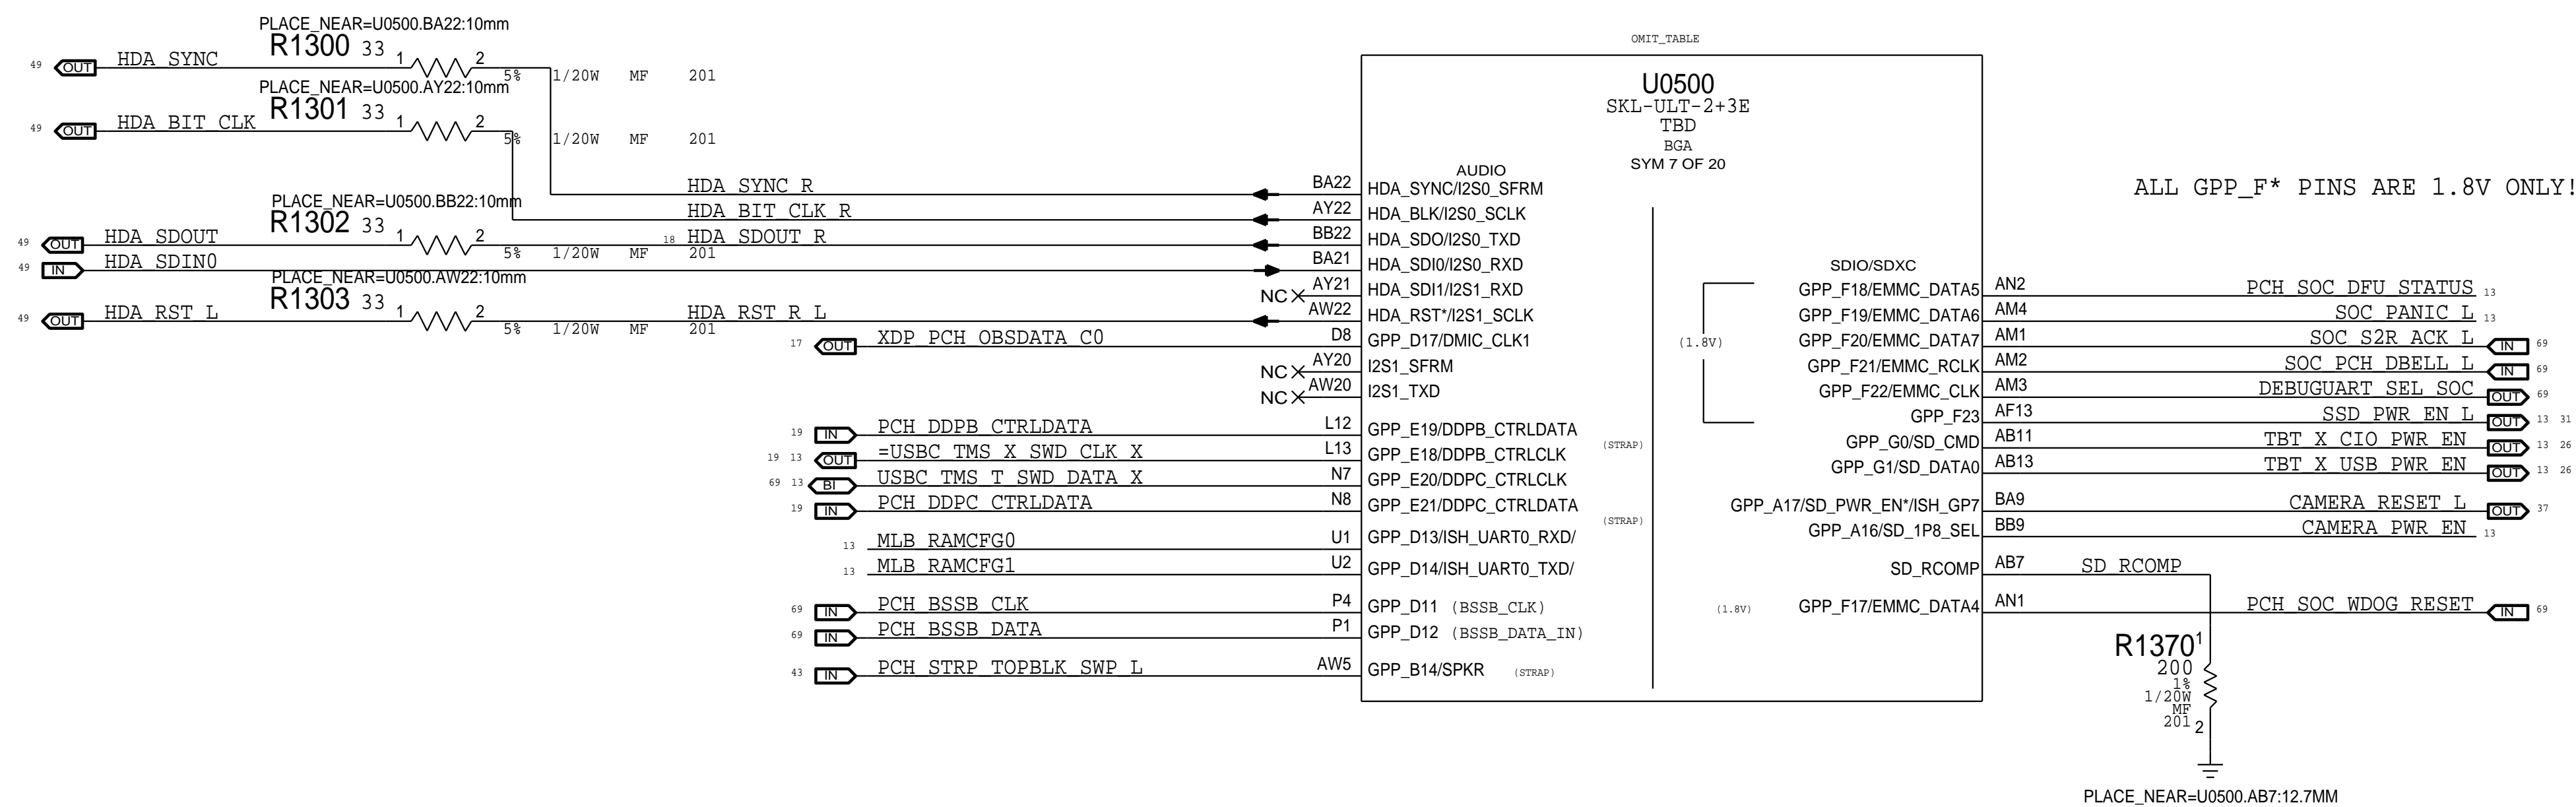 PLACE_NEAR=U0500.BA22:10mm
R1300 33
49 OUT HDA_SYNC 1 2 5% 1/20W MF 201
PLACE_NEAR=U0500.AY22:10mm
R1301 33
49 OUT HDA_BIT_CLK 1 2 5% 1/20W MF 201
HDA_SYNC_R
HDA_BIT_CLK_R
PLACE_NEAR=U0500.BB22:10mm
R1302 33
49 OUT HDA_SDOUT 1 2 5% 1/20W MF 201 18 HDA_SDOUT_R
49 IN HDA_SDIN0
PLACE_NEAR=U0500.AW22:10mm
R1303 33
49 OUT HDA_RST_L 1 2 5% 1/20W MF 201 HDA_RST_R_L
17 OUT XDP_PCH_OBSDATA_C0
19 IN PCH_DDPB_CTRLDATA
19 13 OUT =USBC_TMS_X_SWD_CLK_X
69 13 BI USBC_TMS_T_SWD_DATA_X
19 IN PCH_DDPC_CTRLDATA
13 MLB_RAMCFG0
13 MLB_RAMCFG1
69 IN PCH_BSSB_CLK
69 IN PCH_BSSB_DATA
43 IN PCH_STRP_TOPBLK_SWP_L
OMIT_TABLE
U0500
SKL-ULT-2+3E
TBD
BGA
SYM 7 OF 20
AUDIO
BA22 HDA_SYNC/I2S0_SFRM
AY22 HDA_BLK/I2S0_SCLK
BB22 HDA_SDO/I2S0_TXD
BA21 HDA_SDI0/I2S0_RXD
NC AY21 HDA_SDI1/I2S1_RXD
AW22 HDA_RST*/I2S1_SCLK
D8 GPP_D17/DMIC_CLK1
NC AY20 I2S1_SFRM
NC AW20 I2S1_TXD
L12 GPP_E19/DDPB_CTRLDATA (STRAP)
L13 GPP_E18/DDPB_CTRLCLK
N7 GPP_E20/DDPC_CTRLCLK
N8 GPP_E21/DDPC_CTRLDATA (STRAP)
U1 GPP_D13/ISH_UART0_RXD/
U2 GPP_D14/ISH_UART0_TXD/
P4 GPP_D11 (BSSB_CLK)
P1 GPP_D12 (BSSB_DATA_IN)
AW5 GPP_B14/SPKR (STRAP)
ALL GPP_F* PINS ARE 1.8V ONLY!
SDIO/SDXC
(1.8V)
GPP_F18/EMMC_DATA5 AN2 PCH_SOC_DFU_STATUS 13
GPP_F19/EMMC_DATA6 AM4 SOC_PANIC_L 13
GPP_F20/EMMC_DATA7 AM1 SOC_S2R_ACK_L IN 69
GPP_F21/EMMC_RCLK AM2 SOC_PCH_DBELL_L IN 69
GPP_F22/EMMC_CLK AM3 DEBUGUART_SEL_SOC OUT 69
GPP_F23 AF13 SSD_PWR_EN_L OUT 13 31
GPP_G0/SD_CMD AB11 TBT_X_CIO_PWR_EN OUT 13 26
GPP_G1/SD_DATA0 AB13 TBT_X_USB_PWR_EN OUT 13 26
GPP_A17/SD_PWR_EN*/ISH_GP7 BA9 CAMERA_RESET_L OUT 37
GPP_A16/SD_1P8_SEL BB9 CAMERA_PWR_EN 13
SD_RCOMP AB7 SD_RCOMP
(1.8V) GPP_F17/EMMC_DATA4 AN1 PCH_SOC_WDOG_RESET IN 69
R1370 1
200
1%
1/20W
MF
201 2
PLACE_NEAR=U0500.AB7:12.7MM